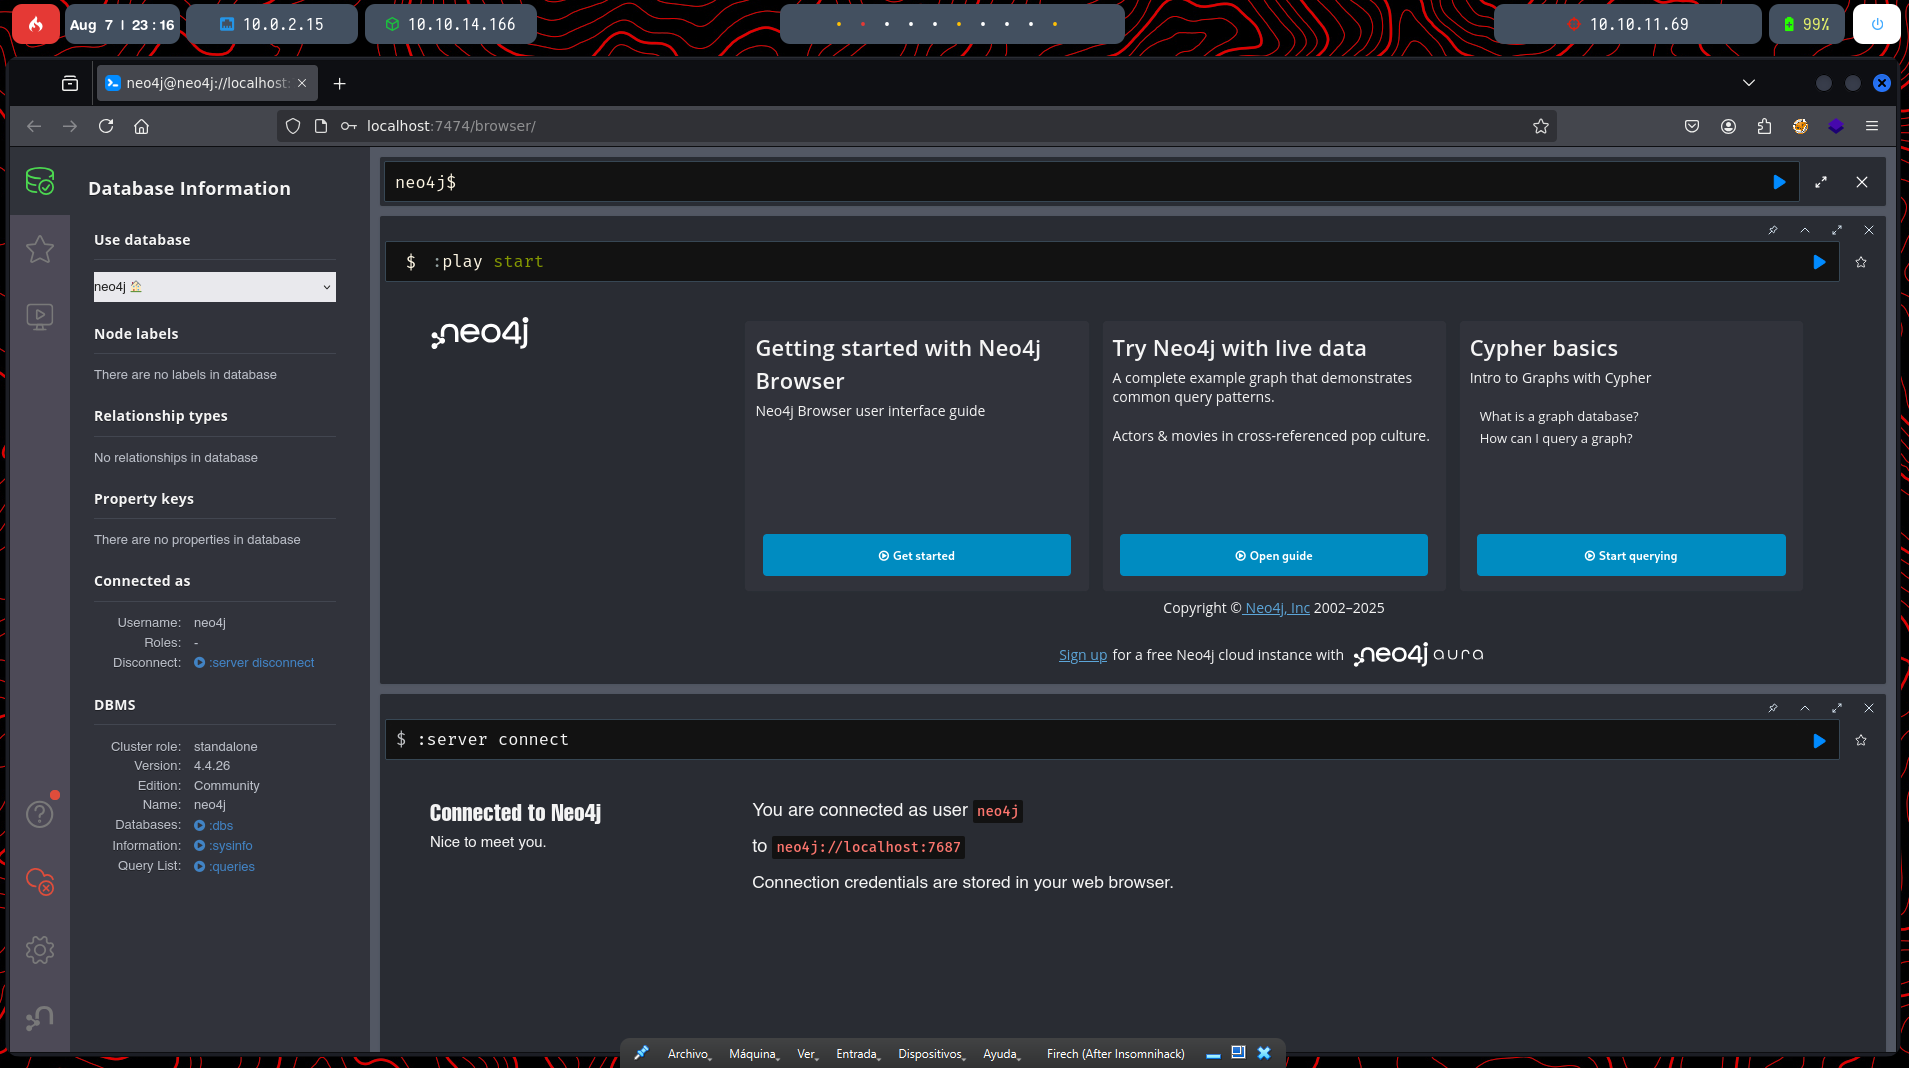 Aug 7 | 23:16
10.0.2.15
10.10.14.166
10.10.11.69
99%
neo4j@neo4j://localhost:
localhost:7474/browser/
Database Information
Use database
neo4j 🏠
Node labels
There are no labels in database
Relationship types
No relationships in database
Property keys
There are no properties in database
Connected as
Username: neo4j
Roles: -
Disconnect: :server disconnect
DBMS
Cluster role: standalone
Version: 4.4.26
Edition: Community
Name: neo4j
Databases: :dbs
Information: :sysinfo
Query List: :queries
neo4j$
$ :play start
neo4j
Getting started with Neo4j
Browser
Neo4j Browser user interface guide
Get started
Try Neo4j with live data
A complete example graph that demonstrates
common query patterns.
Actors & movies in cross-referenced pop culture.
Open guide
Cypher basics
Intro to Graphs with Cypher
What is a graph database?
How can I query a graph?
Start querying
Copyright © Neo4j, Inc 2002–2025
Sign up for a free Neo4j cloud instance with neo4j aura
$ :server connect
Connected to Neo4j
Nice to meet you.
You are connected as user neo4j
to neo4j://localhost:7687
Connection credentials are stored in your web browser.
Archivo Máquina Ver Entrada Dispositivos Ayuda Firech (After Insomnihack)